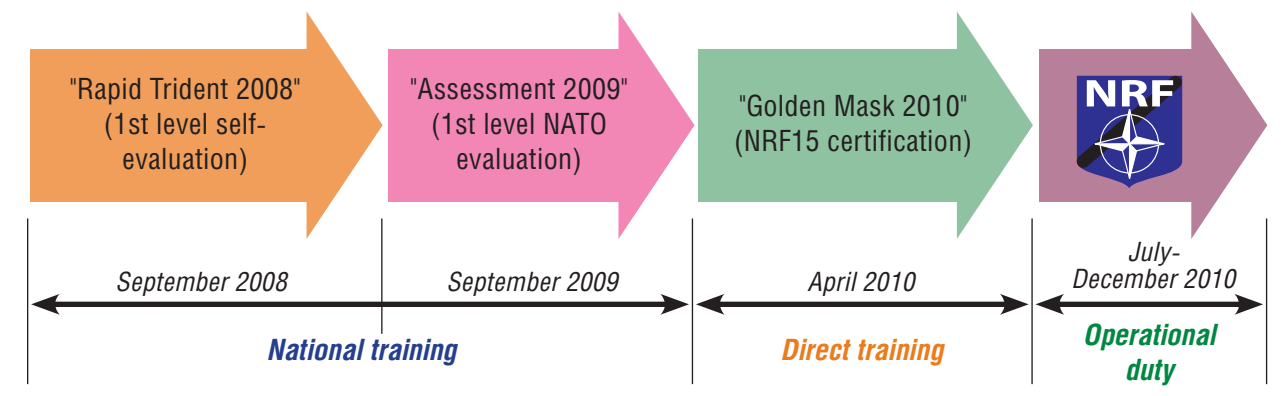 "Rapid Trident 2008"
(1st level self-
evaluation)
"Assessment 2009"
(1st level NATO
evaluation)
"Golden Mask 2010"
(NRF15 certification)
NRF
September 2008
September 2009
April 2010
July-
December 2010
National training
Direct training
Operational
duty